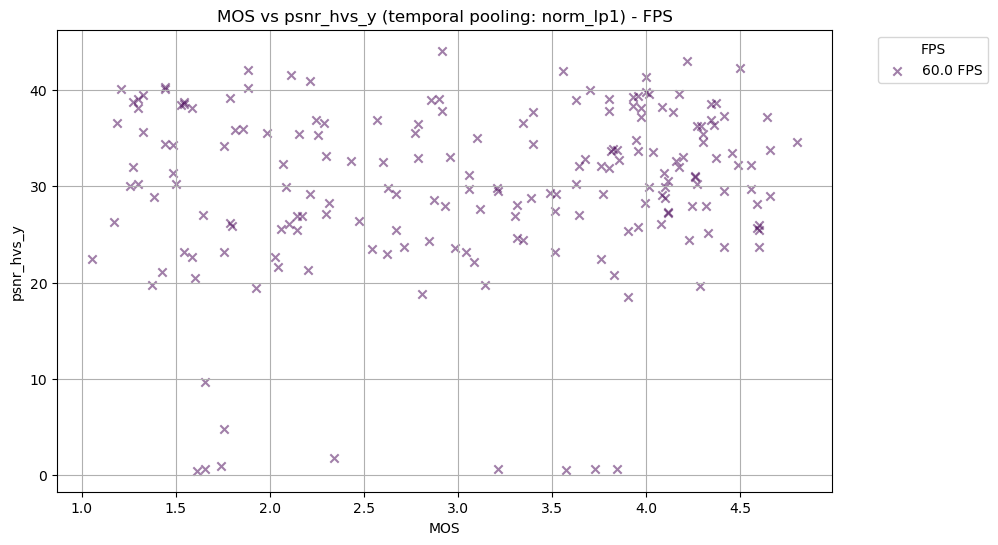 MOS vs psnr_hvs_y (temporal pooling: norm_lp1) - FPS
FPS
60.0 FPS
psnr_hvs_y
40
30
20
10
0
1.0 1.5 2.0 2.5 3.0 3.5 4.0 4.5
MOS